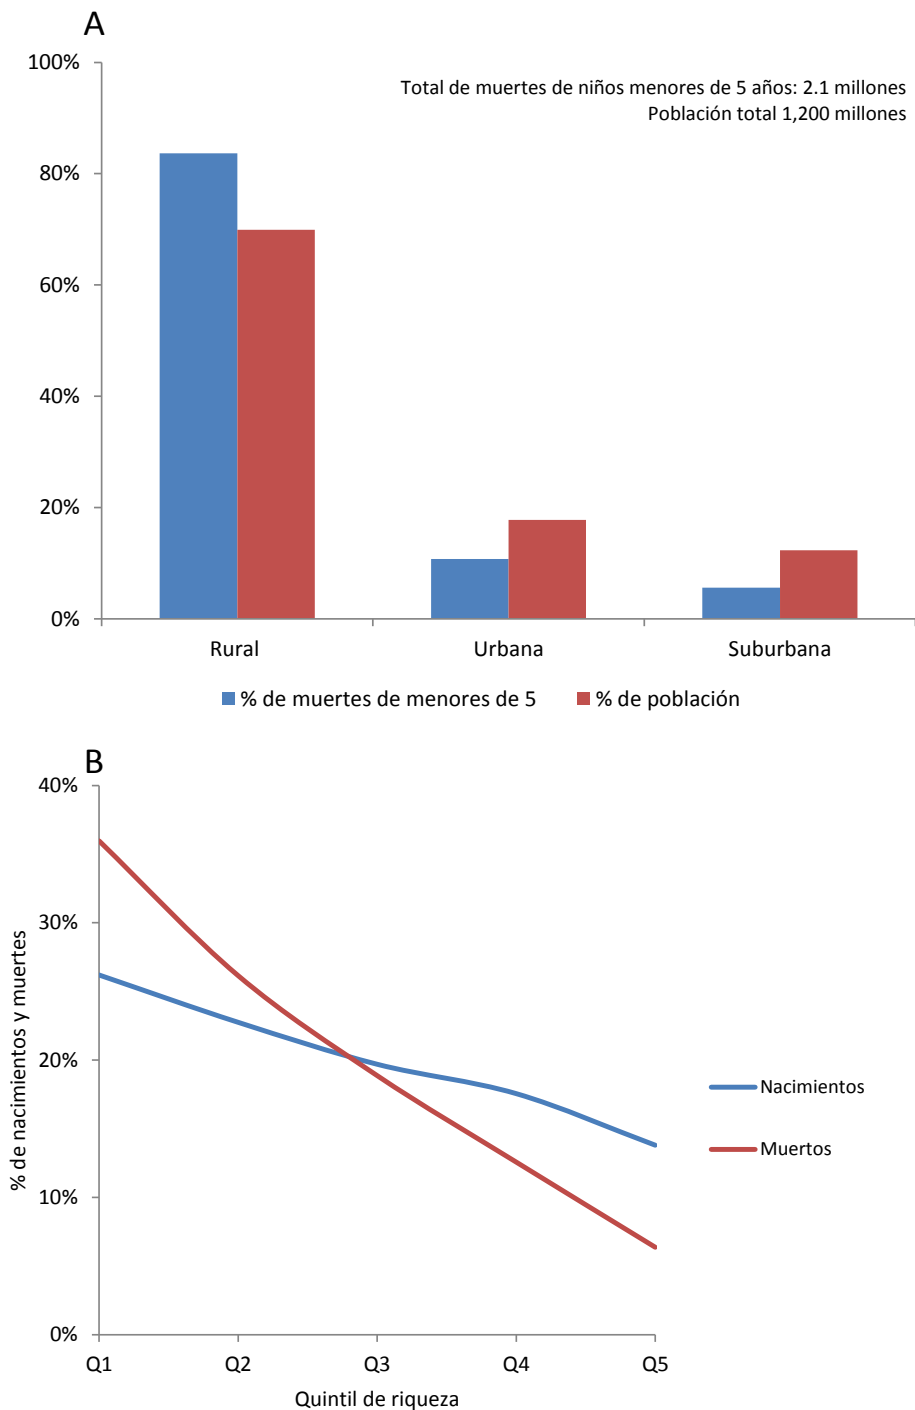 A
100%
80%
60%
40%
20%
0%
Total de muertes de niños menores de 5 años: 2.1 millones
Población total 1,200 millones
Rural
Urbana
Suburbana
% de muertes de menores de 5
% de población
B
40%
30%
20%
10%
0%
% de nacimientos y muertes
Nacimientos
Muertos
Q1
Q2
Q3
Q4
Q5
Quintil de riqueza